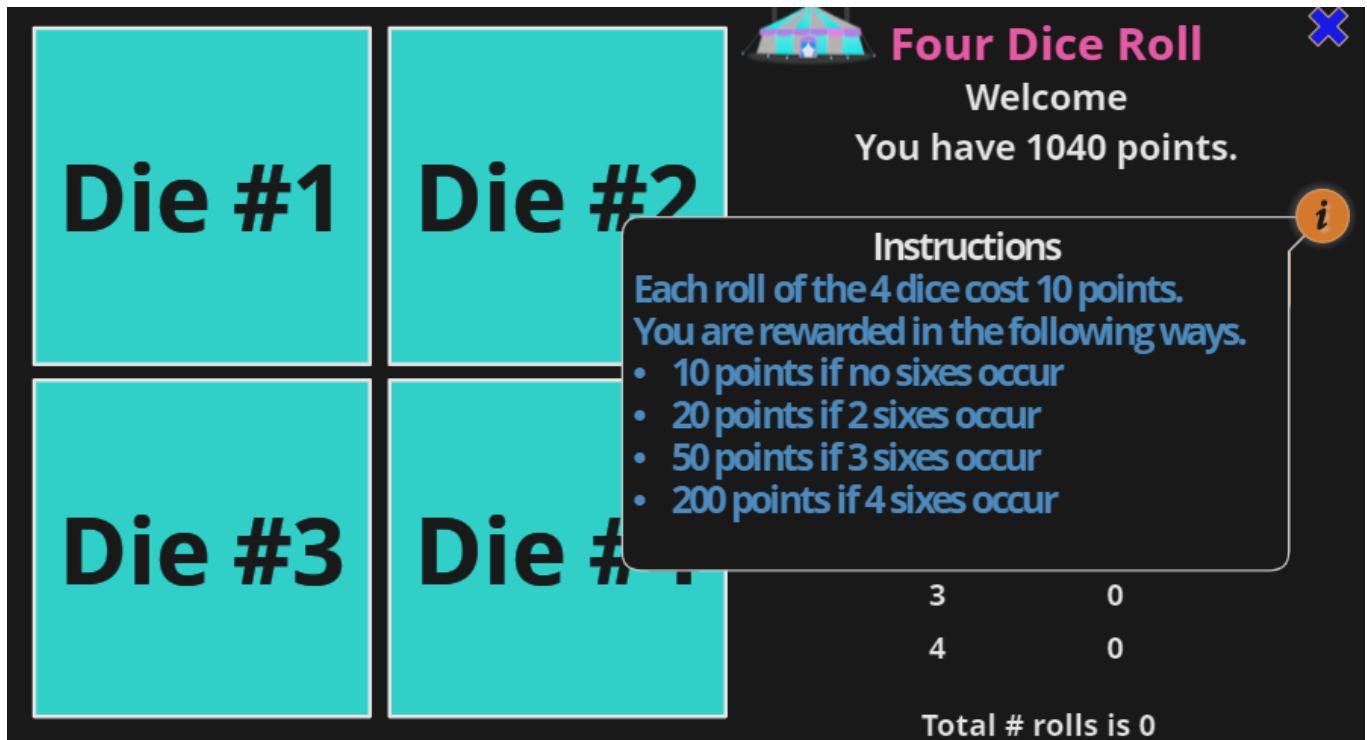 Die #1
Die #2
Four Dice Roll
Welcome
You have 1040 points.
i
Instructions
Each roll of the 4 dice cost 10 points.
You are rewarded in the following ways.
• 10 points if no sixes occur
• 20 points if 2 sixes occur
• 50 points if 3 sixes occur
• 200 points if 4 sixes occur
Die #3
Die #
3 0
4 0
Total # rolls is 0